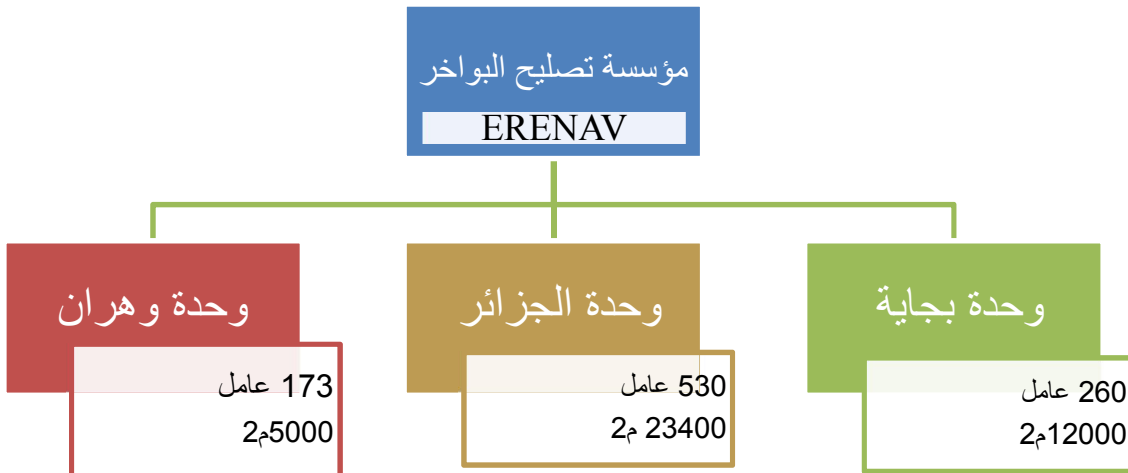 مؤسسة تصليح البواخر
ERENAV
وحدة بجاية
260 عامل
12000م2
وحدة الجزائر
530 عامل
23400 م2
وحدة وهران
173 عامل
5000م2